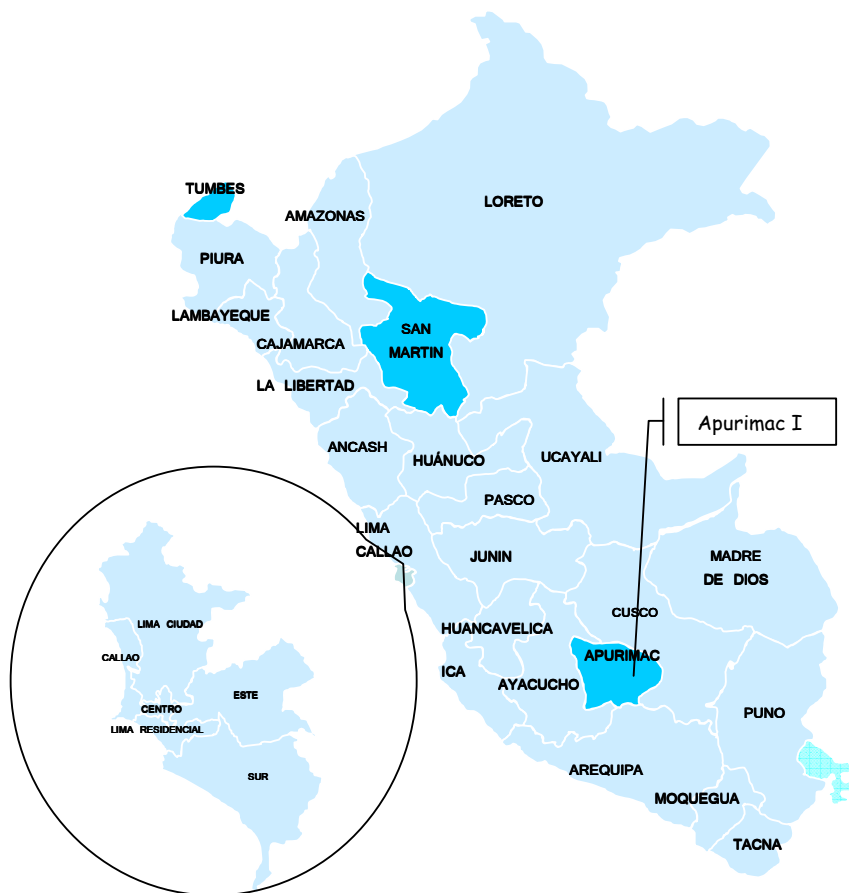 TUMBES
AMAZONAS
LORETO
PIURA
LAMBAYEQUE
SAN
MARTIN
CAJAMARCA
LA LIBERTAD
Apurimac I
ANCASH
HUÁNUCO
UCAYALI
PASCO
LIMA
CALLAO
JUNIN
MADRE
DE DIOS
CUSCO
HUANCAVELICA
APURIMAC
ICA
AYACUCHO
PUNO
AREQUIPA
MOQUEGUA
TACNA
LIMA CIUDAD
CALLAO
ESTE
CENTRO
LIMA RESIDENCIAL
SUR